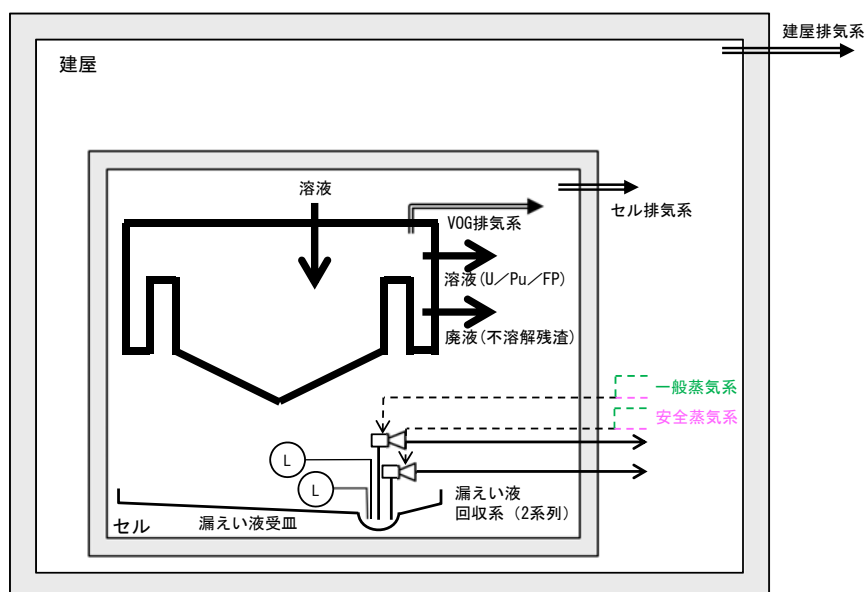 建屋排気系
建屋
溶液
セル排気系
VOG排気系
溶液(U／Pu／FP)
廃液(不溶解残渣)
一般蒸気系
安全蒸気系
L
L
漏えい液
回収系（2系列）
漏えい液受皿
セル